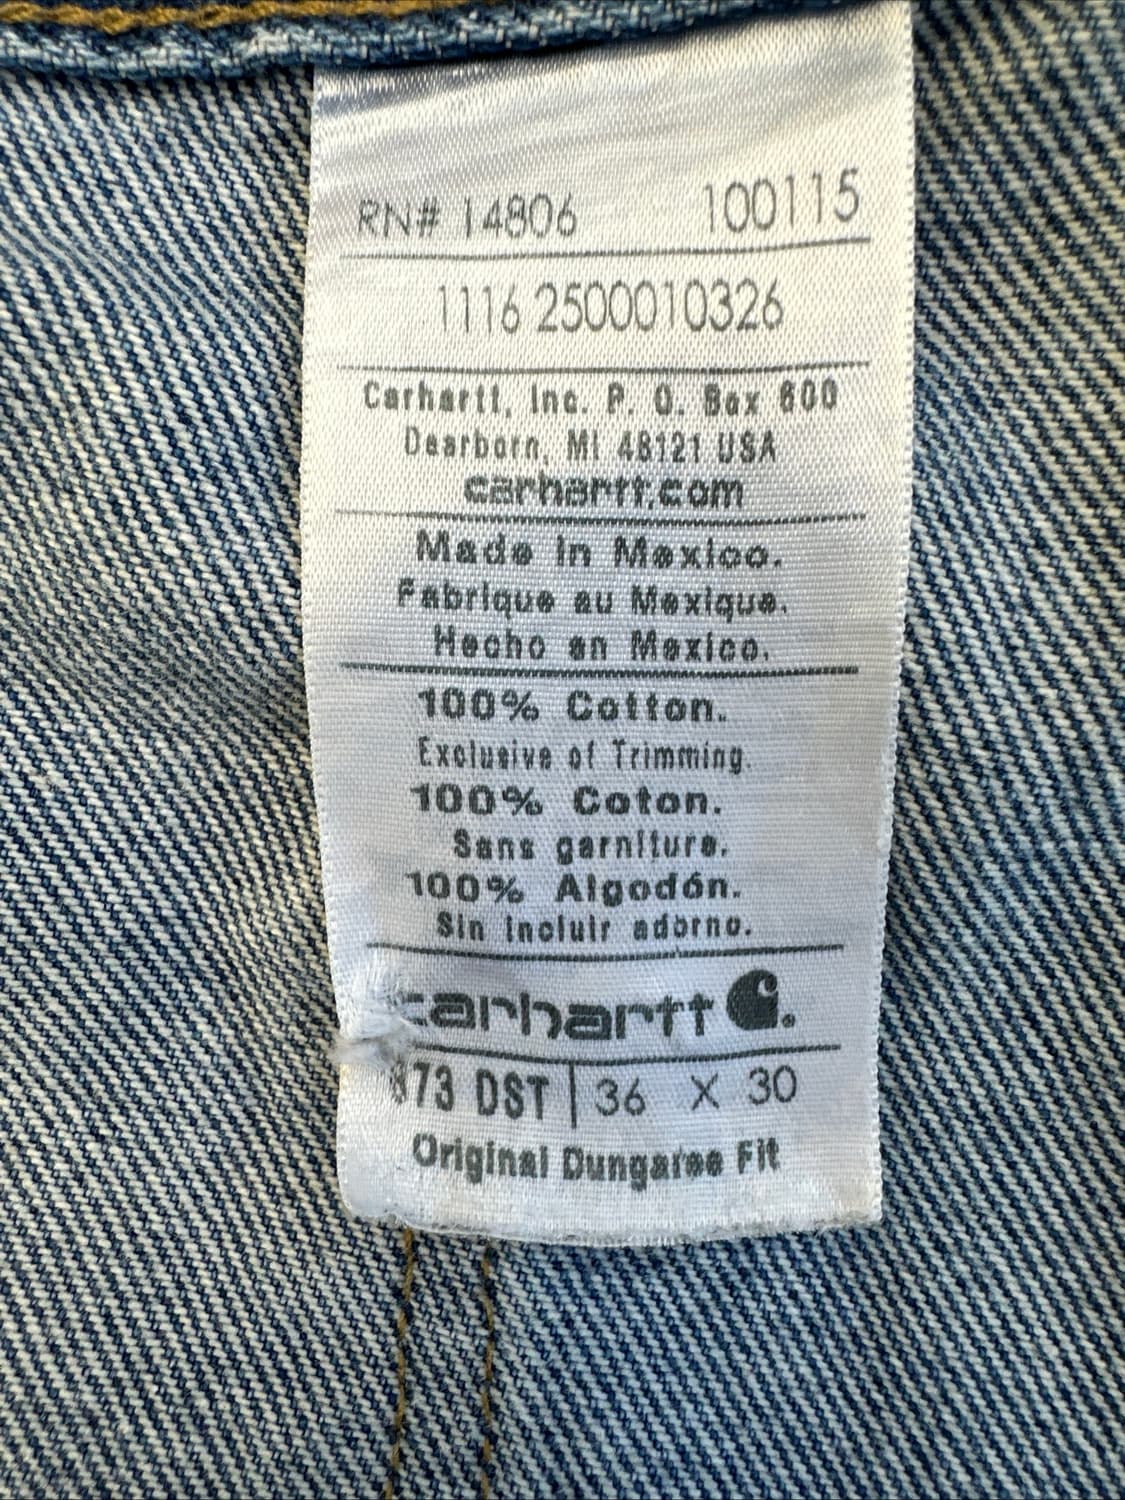 RN# 14806 100115
1116 2500010326
Carhartt, Inc. P. O. Box 600
Dearborn, MI 48121 USA
carhartt.com
Made in Mexico.
Fabrique au Mexique.
Hecho en Mexico.
100% Cotton.
Exclusive of Trimming.
100% Coton.
Sans garniture.
100% Algodón.
Sin incluir adorno.
carhartt
DST 36 X 30
Original Dungaree Fit